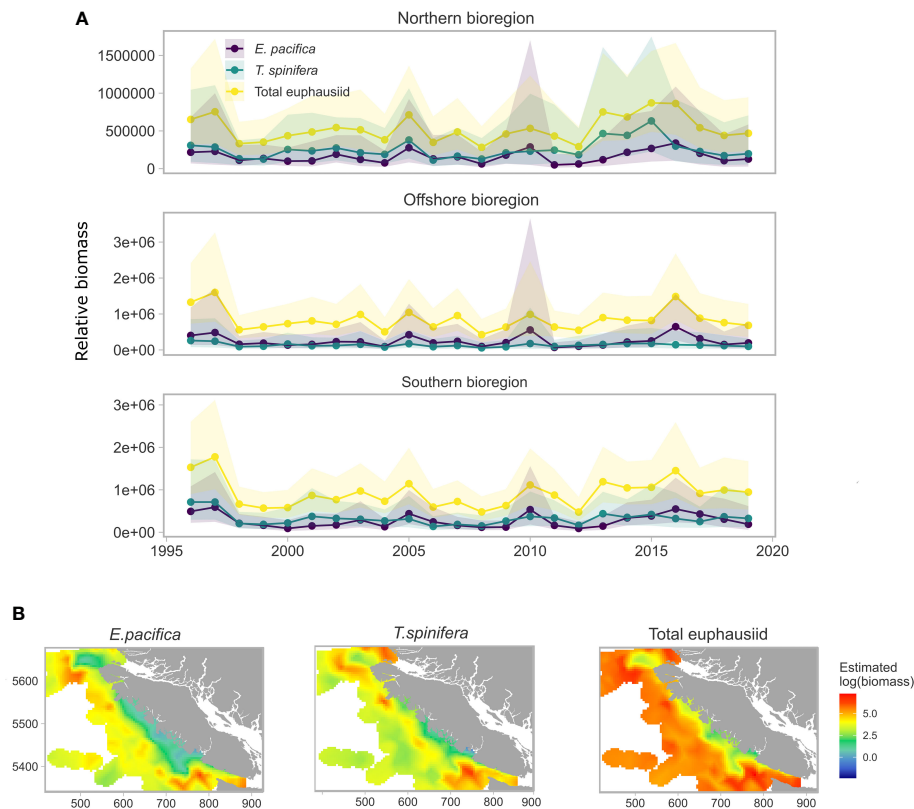 A
Northern bioregion
1500000
1000000
500000
0
E. pacifica
T. spinifera
Total euphausiid
Offshore bioregion
3e+06
2e+06
1e+06
0e+00
Relative biomass
Southern bioregion
3e+06
2e+06
1e+06
0e+00
1995 2000 2005 2010 2015 2020
B
E.pacifica T.spinifera Total euphausiid
5600
5500
5400
500 600 700 800 900
500 600 700 800 900
500 600 700 800 900
Estimated
log(biomass)
5.0
2.5
0.0